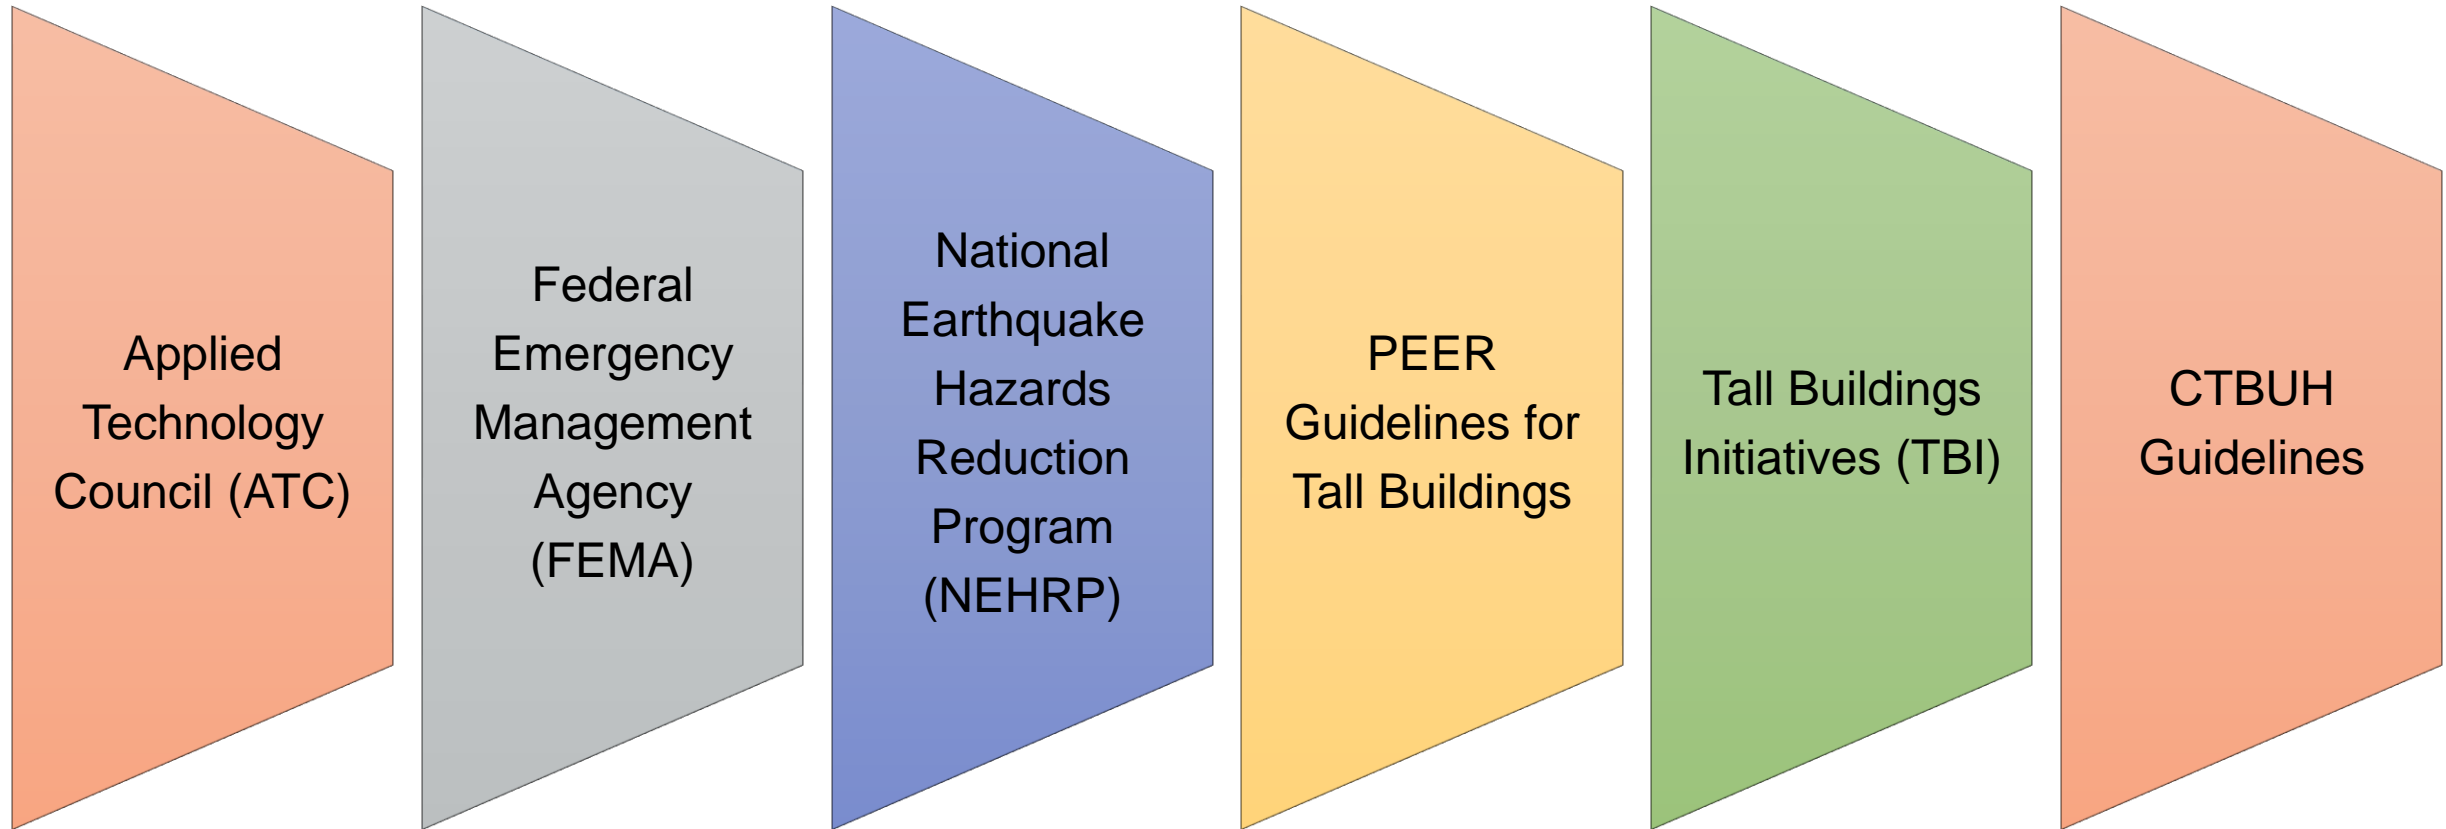 Applied
Technology
Council (ATC)
Federal
Emergency
Management
Agency
(FEMA)
National
Earthquake
Hazards
Reduction
Program
(NEHRP)
PEER
Guidelines for
Tall Buildings
Tall Buildings
Initiatives (TBI)
CTBUH
Guidelines